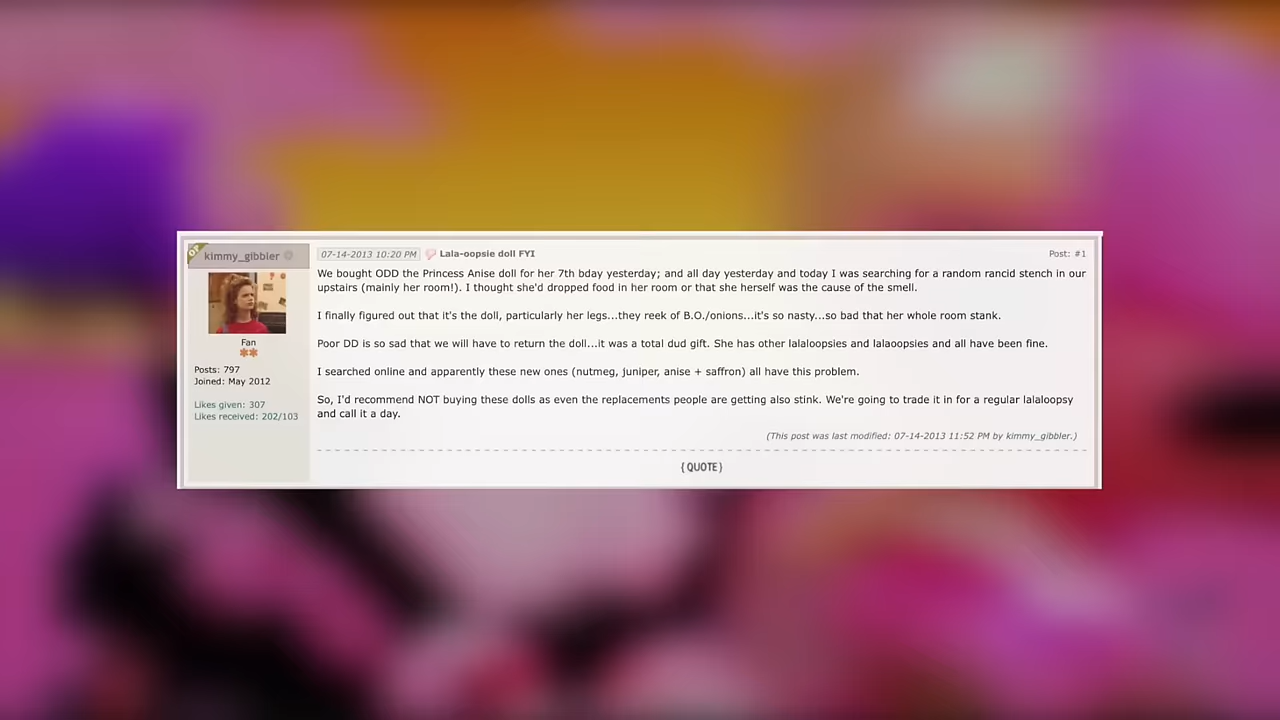 kimmy_gibbler
Fan
Posts: 797
Joined: May 2012
Likes given: 307
Likes received: 202/103
07-14-2013 10:20 PM Lala-oopsie doll FYI Post: #1
We bought ODD the Princess Anise doll for her 7th bday yesterday; and all day yesterday and today I was searching for a random rancid stench in our
upstairs (mainly her room!). I thought she'd dropped food in her room or that she herself was the cause of the smell.
I finally figured out that it's the doll, particularly her legs...they reek of B.O./onions...it's so nasty...so bad that her whole room stank.
Poor DD is so sad that we will have to return the doll...it was a total dud gift. She has other lalaloopsies and lalaoopsies and all have been fine.
I searched online and apparently these new ones (nutmeg, juniper, anise + saffron) all have this problem.
So, I'd recommend NOT buying these dolls as even the replacements people are getting also stink. We're going to trade it in for a regular lalaloopsy
and call it a day.
(This post was last modified: 07-14-2013 11:52 PM by kimmy_gibbler.)
{QUOTE}